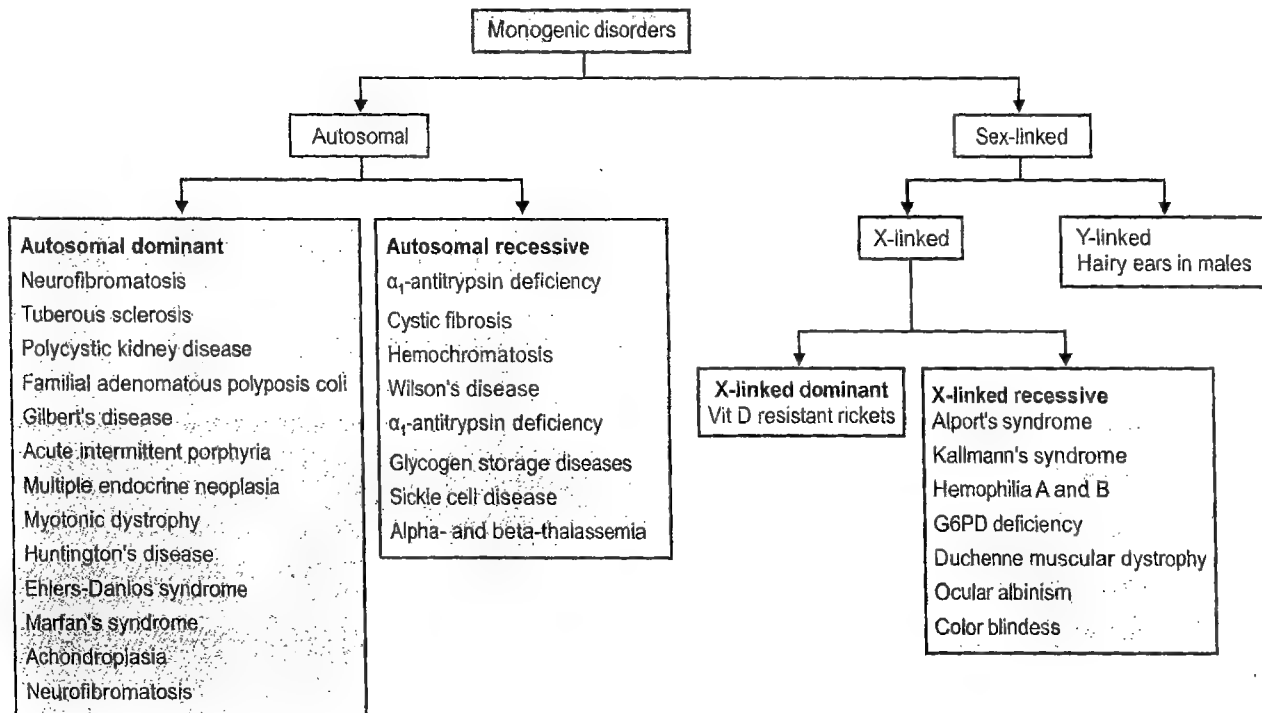 Monogenic disorders
Autosomal
Sex-linked
Autosomal dominant
Neurofibromatosis
Tuberous sclerosis
Polycystic kidney disease
Familial adenomatous polyposis coli
Gilbert's disease
Acute intermittent porphyria
Multiple endocrine neoplasia
Myotonic dystrophy
Huntington's disease
Ehlers-Danlos syndrome
Marfan's syndrome
Achondroplasia
Neurofibromatosis
Autosomal recessive
α₁-antitrypsin deficiency
Cystic fibrosis
Hemochromatosis
Wilson's disease
α₁-antitrypsin deficiency
Glycogen storage diseases
Sickle cell disease
Alpha- and beta-thalassemia
X-linked
Y-linked
Hairy ears in males
X-linked dominant
Vit D resistant rickets
X-linked recessive
Alport's syndrome
Kallmann's syndrome
Hemophilia A and B
G6PD deficiency
Duchenne muscular dystrophy
Ocular albinism
Color blindess